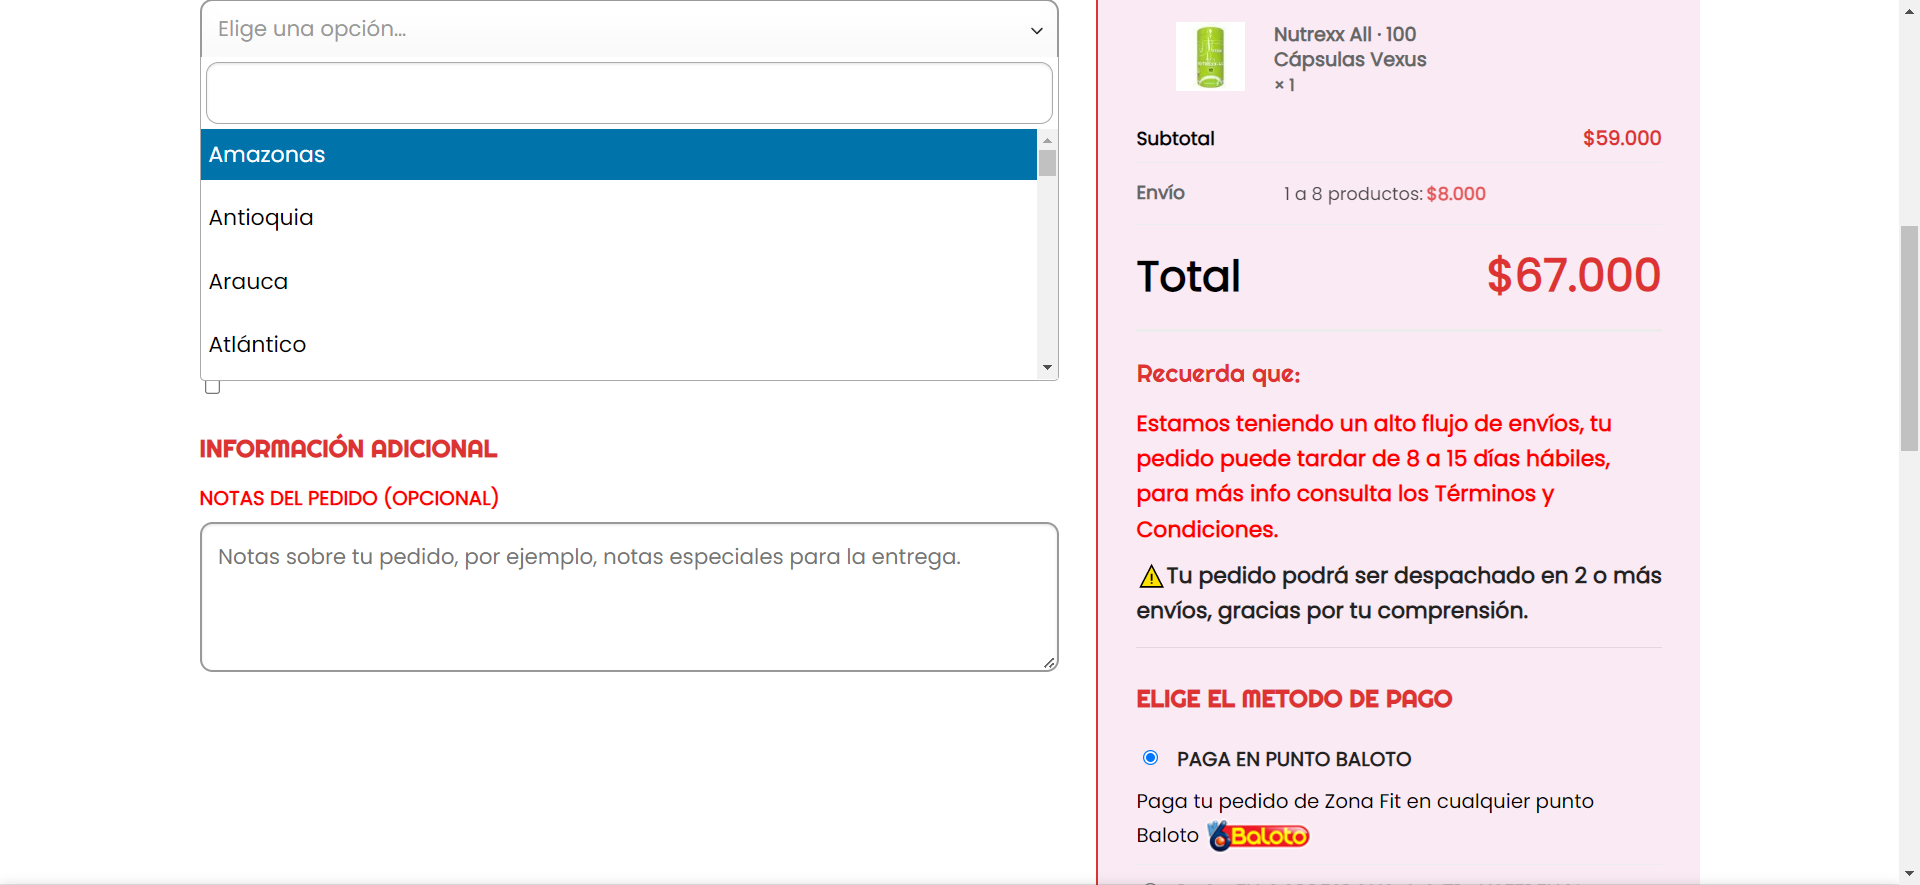 Elige una opción...
Amazonas
Antioquia
Arauca
Atlántico
INFORMACIÓN ADICIONAL
NOTAS DEL PEDIDO (OPCIONAL)
Notas sobre tu pedido, por ejemplo, notas especiales para la entrega.
Nutrexx All · 100
Cápsulas Vexus
× 1
Subtotal $59.000
Envío 1 a 8 productos: $8.000
Total $67.000
Recuerda que:
Estamos teniendo un alto flujo de envíos, tu
pedido puede tardar de 8 a 15 días hábiles,
para más info consulta los Términos y
Condiciones.
⚠Tu pedido podrá ser despachado en 2 o más
envíos, gracias por tu comprensión.
ELIGE EL METODO DE PAGO
PAGA EN PUNTO BALOTO
Paga tu pedido de Zona Fit en cualquier punto
Baloto Baloto